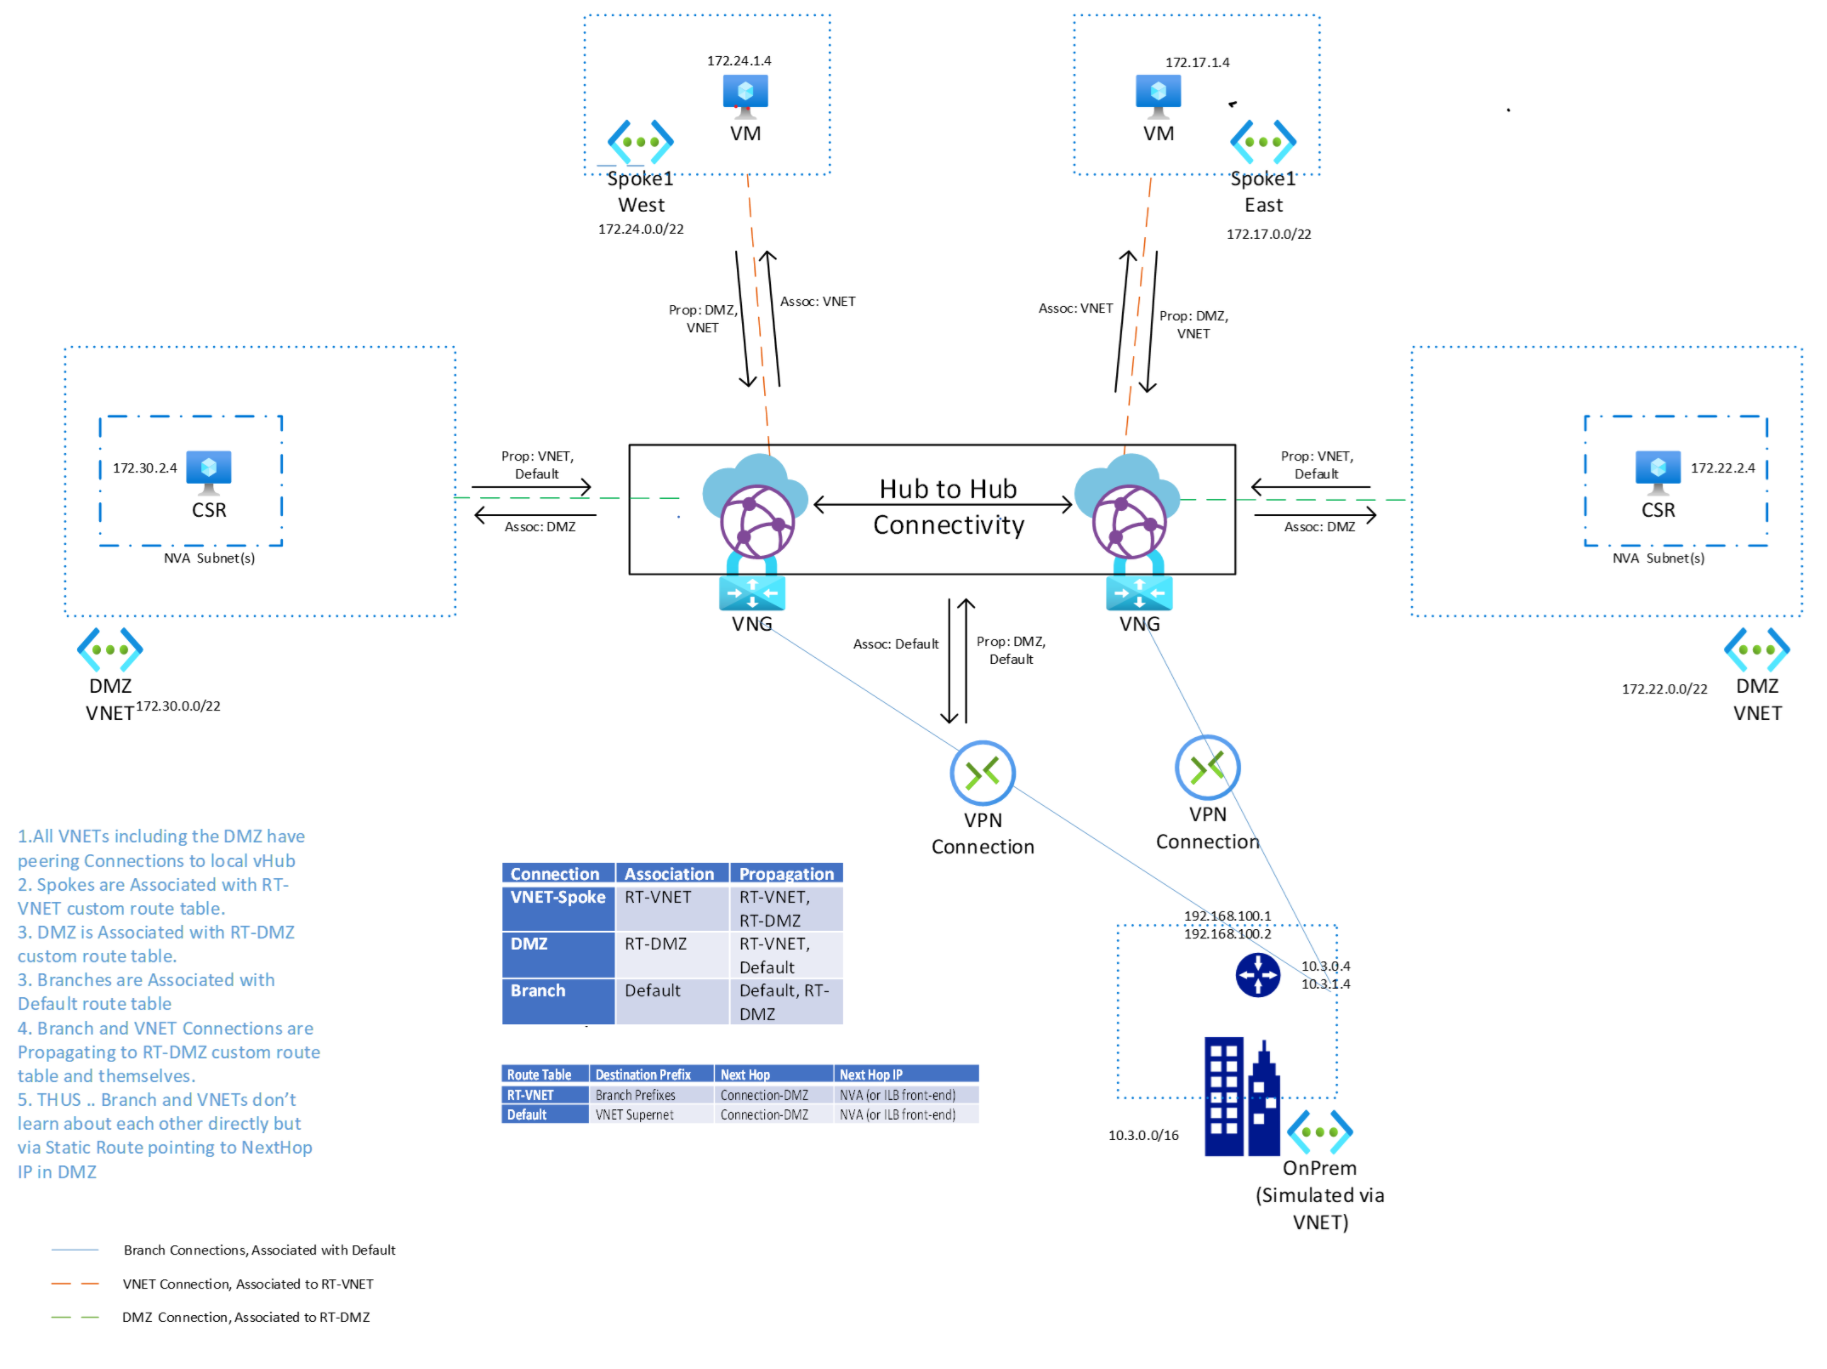 172.24.1.4
VM
Spoke1
West
172.24.0.0/22
172.17.1.4
VM
Spoke1
East
172.17.0.0/22
Prop: DMZ,
VNET
Assoc: VNET
Assoc: VNET
Prop: DMZ,
VNET
172.30.2.4
CSR
NVA Subnet(s)
DMZ
VNET
172.30.0.0/22
Prop: VNET,
Default
Assoc: DMZ
Hub to Hub
Connectivity
VNG
VNG
Prop: VNET,
Default
Assoc: DMZ
172.22.2.4
CSR
NVA Subnet(s)
172.22.0.0/22
DMZ
VNET
Assoc: Default
Prop: DMZ,
Default
VPN
Connection
VPN
Connection
1.All VNETs including the DMZ have
peering Connections to local vHub
2. Spokes are Associated with RT-
VNET custom route table.
3. DMZ is Associated with RT-DMZ
custom route table.
3. Branches are Associated with
Default route table
4. Branch and VNET Connections are
Propagating to RT-DMZ custom route
table and themselves.
5. THUS .. Branch and VNETs don't
learn about each other directly but
via Static Route pointing to NextHop
IP in DMZ
Connection Association Propagation
VNET-Spoke RT-VNET RT-VNET,
RT-DMZ
DMZ RT-DMZ RT-VNET,
Default
Branch Default Default, RT-
DMZ
Route Table Destination Prefix Next Hop Next Hop IP
RT-VNET Branch Prefixes Connection-DMZ NVA (or ILB front-end)
Default VNET Supernet Connection-DMZ NVA (or ILB front-end)
192.168.100.1
192.168.100.2
10.3.0.4
10.3.1.4
10.3.0.0/16
OnPrem
(Simulated via
VNET)
Branch Connections, Associated with Default
VNET Connection, Associated to RT-VNET
DMZ Connection, Associated to RT-DMZ